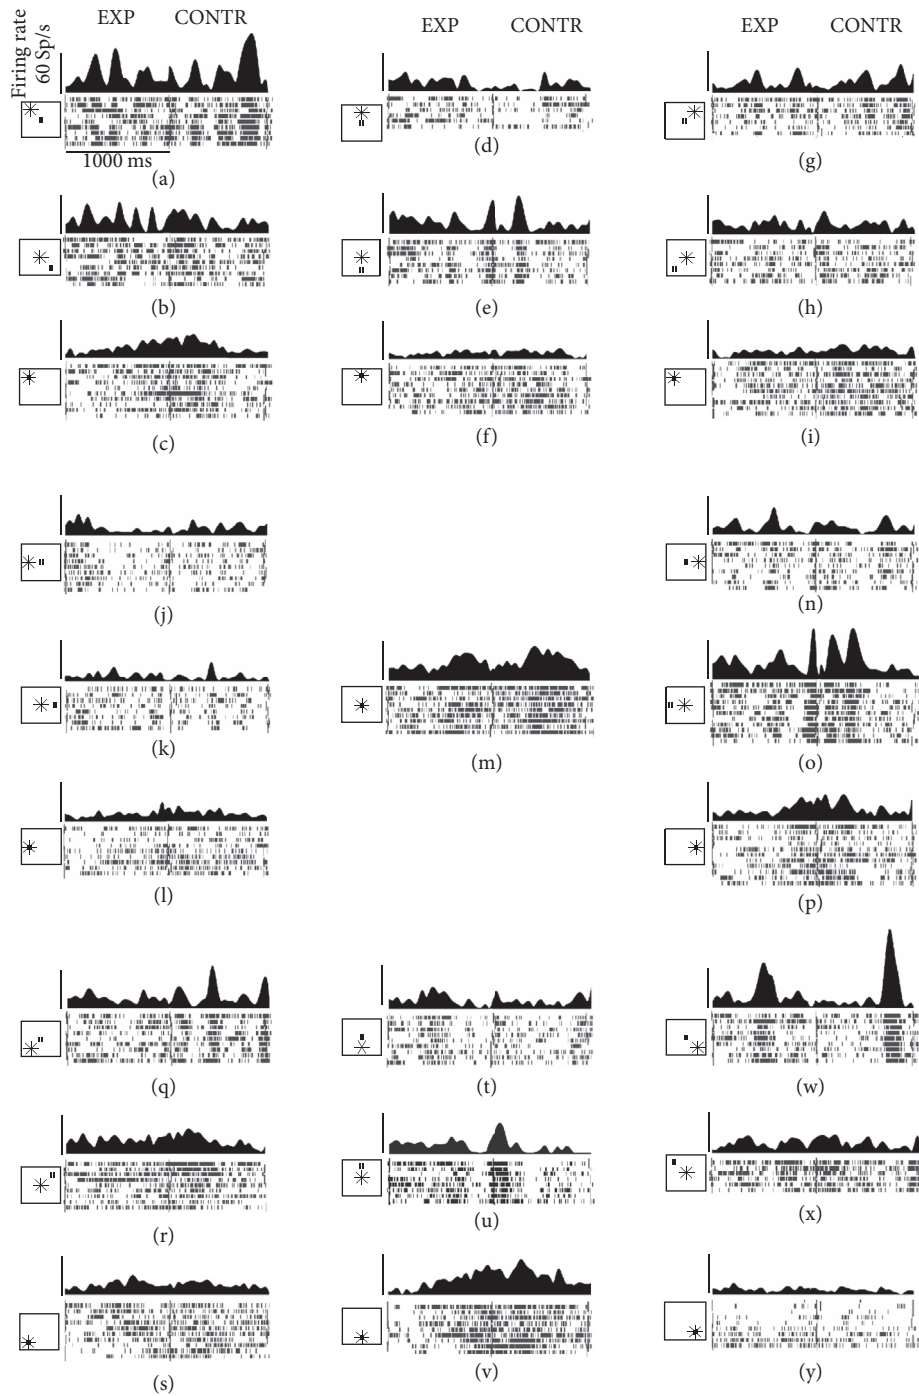 EXP CONTR
EXP CONTR
EXP CONTR
Firing rate
60 Sp/s
1000 ms
(a)
(d)
(g)
(b)
(e)
(h)
(c)
(f)
(i)
(j)
(n)
(k)
(m)
(o)
(l)
(p)
(q)
(t)
(w)
(r)
(u)
(x)
(s)
(v)
(y)